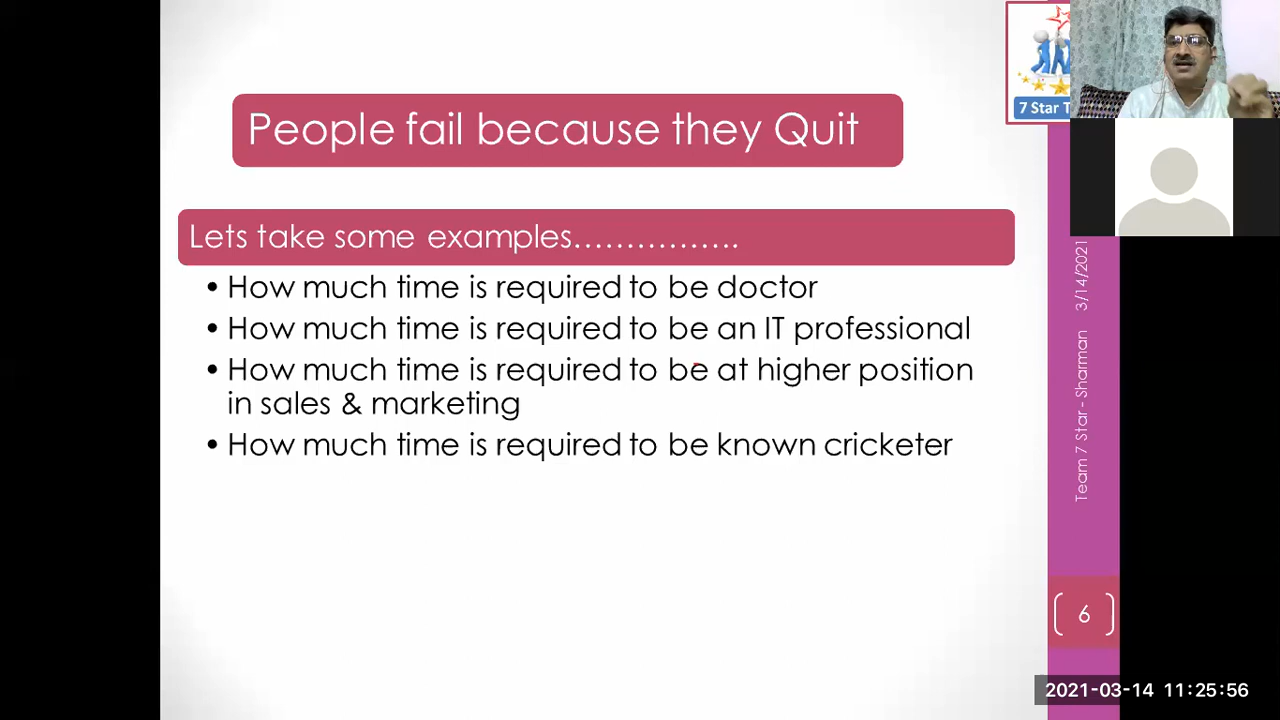 People fail because they Quit
Lets take some examples…………….
• How much time is required to be doctor
• How much time is required to be an IT professional
• How much time is required to be at higher position
in sales & marketing
• How much time is required to be known cricketer
7 Star
3/14/2021
Team 7 Star - Sharman
6
2021-03-14 11:25:56